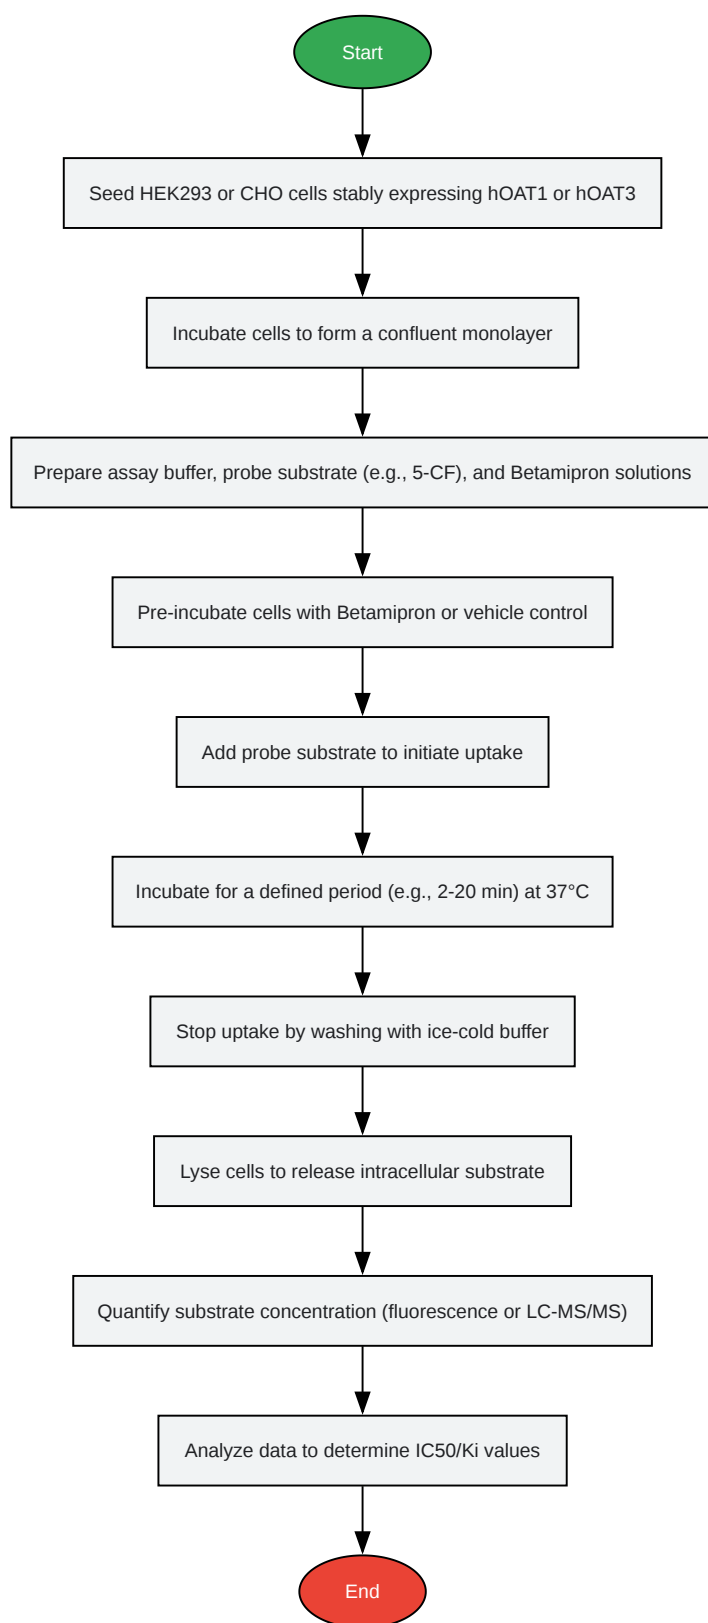 Start
Seed HEK293 or CHO cells stably expressing hOAT1 or hOAT3
Incubate cells to form a confluent monolayer
Prepare assay buffer, probe substrate (e.g., 5-CF), and Betamipron solutions
Pre-incubate cells with Betamipron or vehicle control
Add probe substrate to initiate uptake
Incubate for a defined period (e.g., 2-20 min) at 37°C
Stop uptake by washing with ice-cold buffer
Lyse cells to release intracellular substrate
Quantify substrate concentration (fluorescence or LC-MS/MS)
Analyze data to determine IC50/Ki values
End